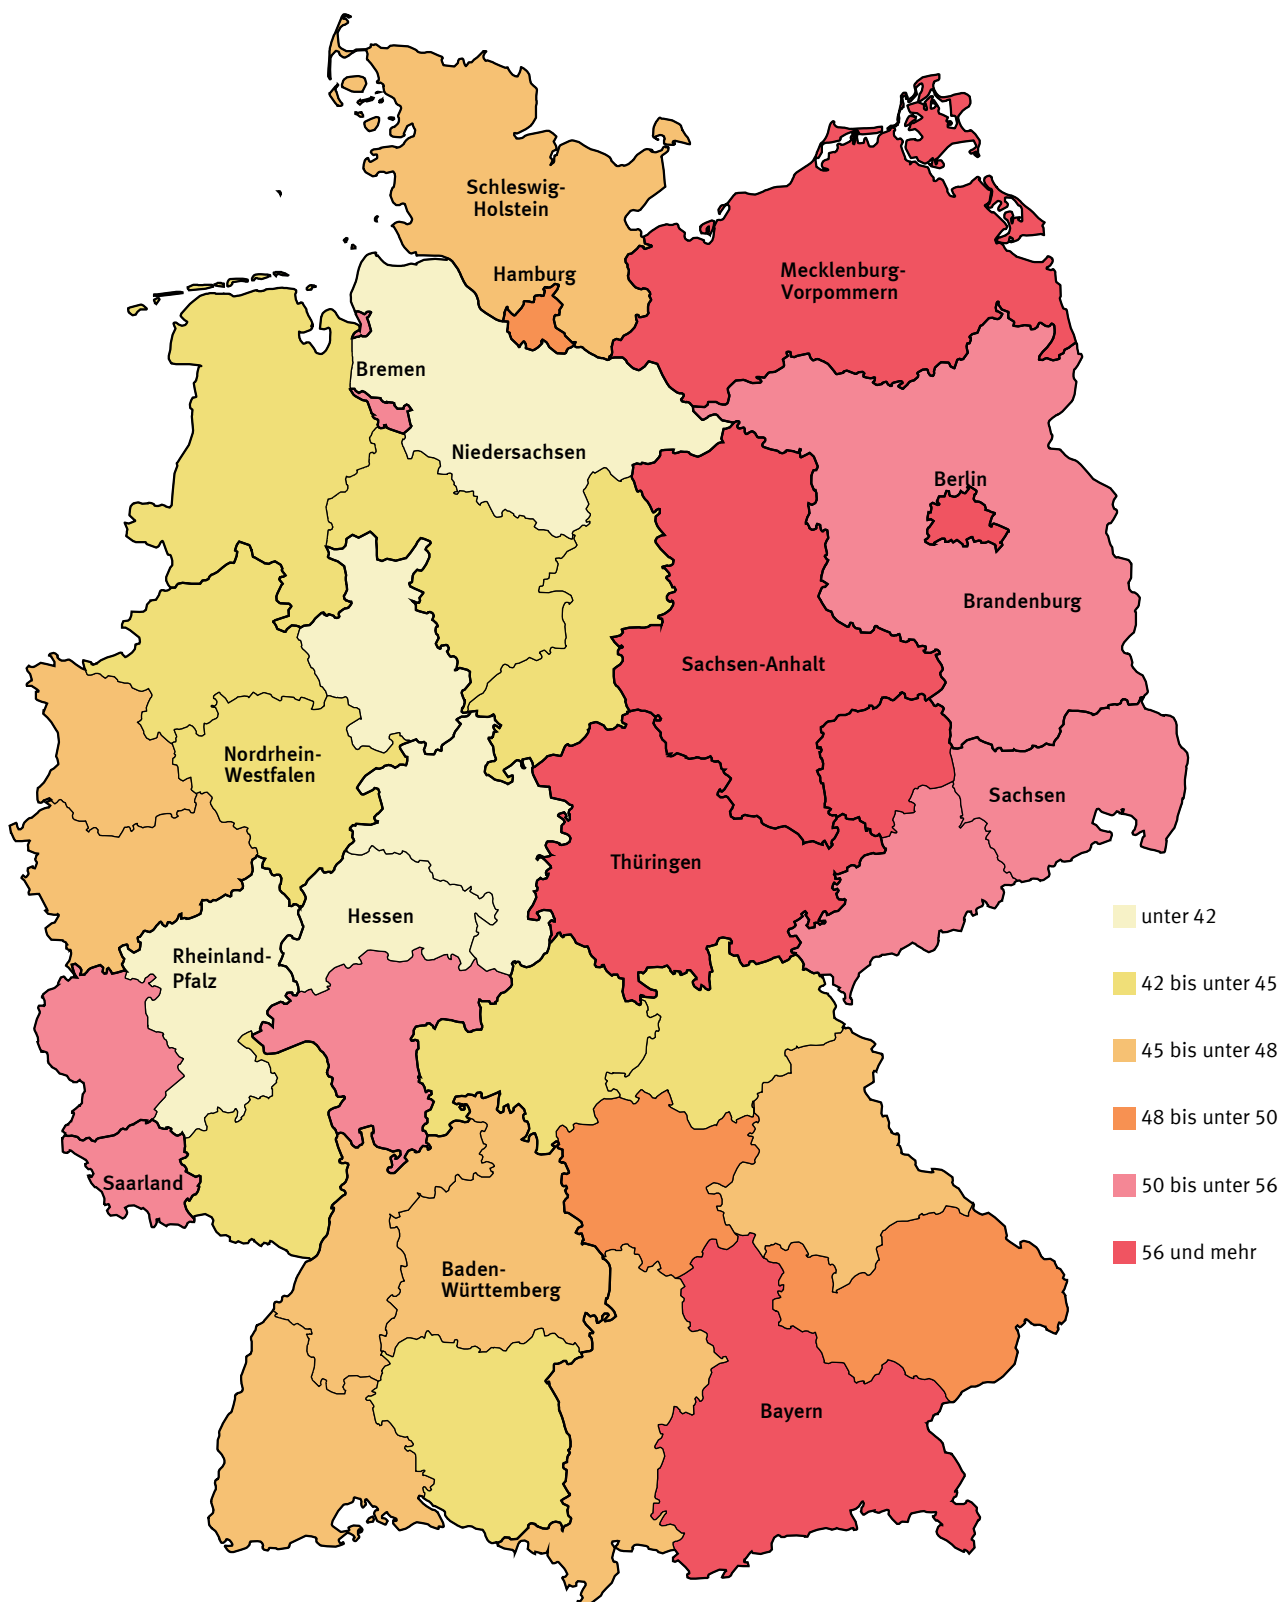 Schleswig-
Holstein
Hamburg
Mecklenburg-
Vorpommern
Bremen
Niedersachsen
Berlin
Brandenburg
Sachsen-Anhalt
Nordrhein-
Westfalen
Sachsen
Thüringen
Hessen
Rheinland-
Pfalz
Saarland
Baden-
Württemberg
Bayern
unter 42
42 bis unter 45
45 bis unter 48
48 bis unter 50
50 bis unter 56
56 und mehr